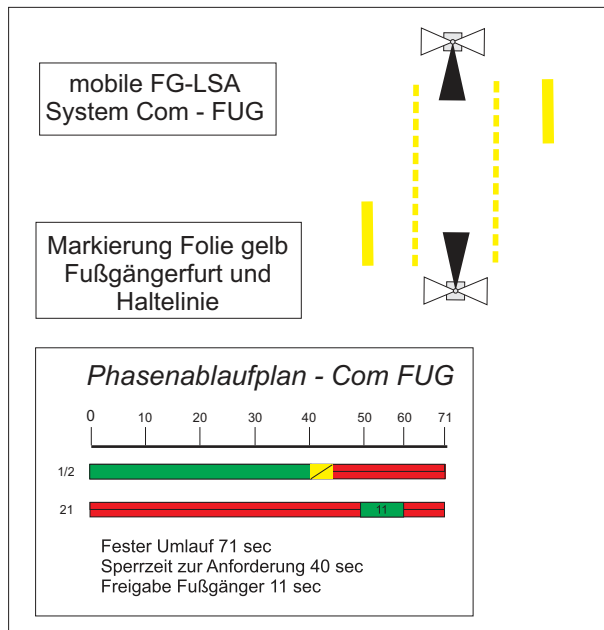 mobile FG-LSA
System Com - FUG
Markierung Folie gelb
Fußgängerfurt und
Haltelinie
Phasenablaufplan - Com FUG
0 10 20 30 40 50 60 71
1/2
21 11
Fester Umlauf 71 sec
Sperrzeit zur Anforderung 40 sec
Freigabe Fußgänger 11 sec